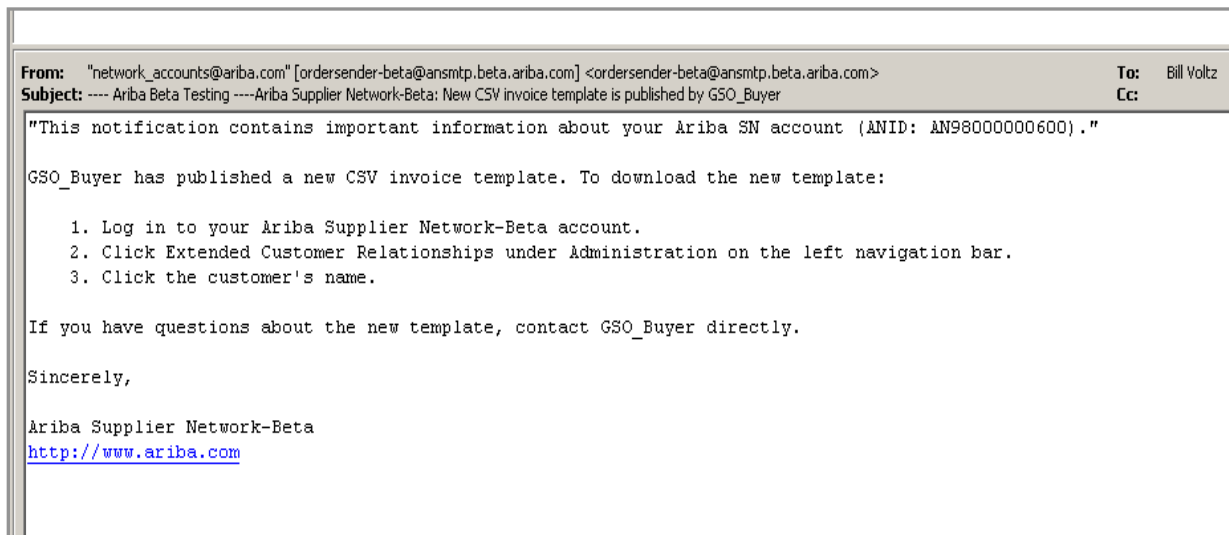 From: "network_accounts@ariba.com" [ordersender-beta@ansmtp.beta.ariba.com] <ordersender-beta@ansmtp.beta.ariba.com> To: Bill Voltz
Subject: ---- Ariba Beta Testing ----Ariba Supplier Network-Beta: New CSV invoice template is published by GSO_Buyer Cc:
"This notification contains important information about your Ariba SN account (ANID: AN98000000600)."
GSO_Buyer has published a new CSV invoice template. To download the new template:
1. Log in to your Ariba Supplier Network-Beta account.
2. Click Extended Customer Relationships under Administration on the left navigation bar.
3. Click the customer's name.
If you have questions about the new template, contact GSO_Buyer directly.
Sincerely,
Ariba Supplier Network-Beta
http://www.ariba.com